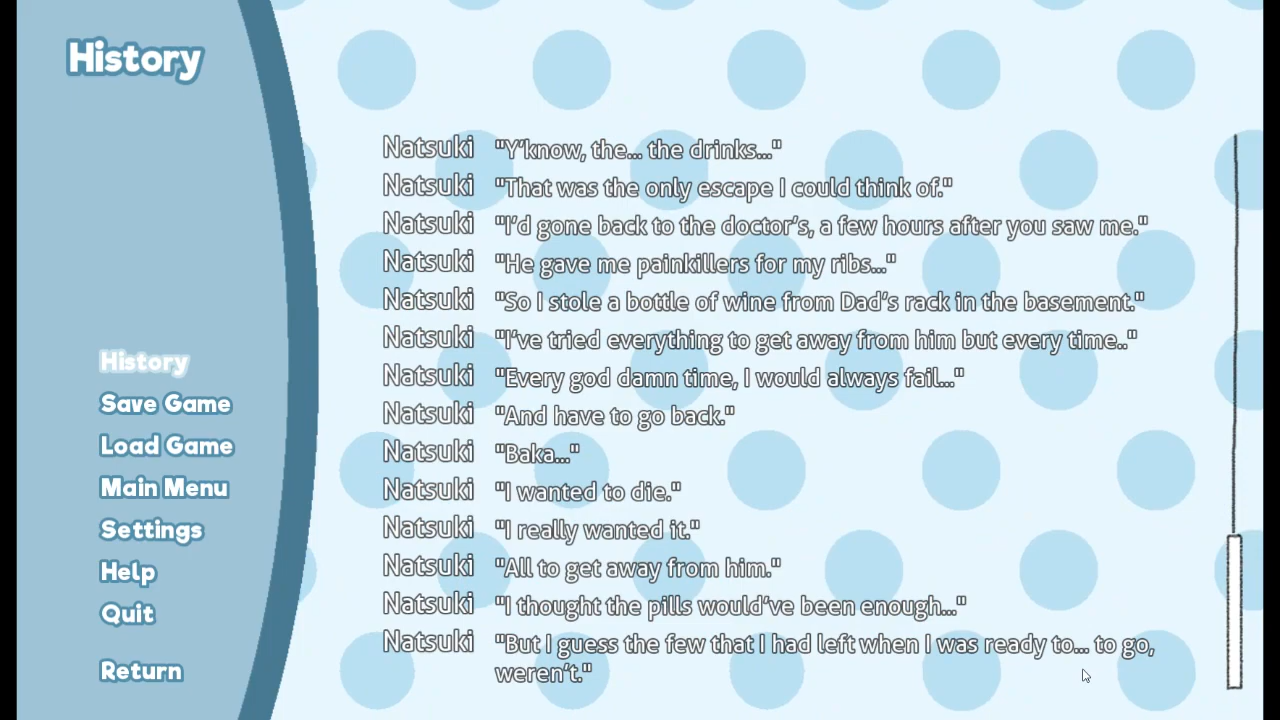 History
Natsuki "Y'know, the... the drinks..."
Natsuki "That was the only escape I could think of."
Natsuki "I'd gone back to the doctor's, a few hours after you saw me."
Natsuki "He gave me painkillers for my ribs..."
Natsuki "So I stole a bottle of wine from Dad's rack in the basement."
Natsuki "I've tried everything to get away from him but every time.."
Natsuki "Every god damn time, I would always fail..."
Natsuki "And have to go back."
Natsuki "Baka..."
Natsuki "I wanted to die."
Natsuki "I really wanted it."
Natsuki "All to get away from him."
Natsuki "I thought the pills would've been enough..."
Natsuki "But I guess the few that I had left when I was ready to... to go,
weren't."
History
Save Game
Load Game
Main Menu
Settings
Help
Quit
Return